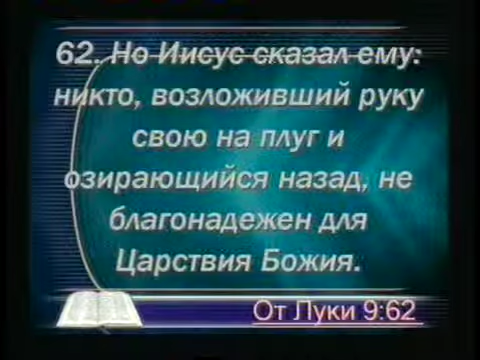 62. Но Иисус сказал ему:
никто, возложивший руку
свою на плуг и
озирающийся назад, не
благонадежен для
Царствия Божия.
От Луки 9:62